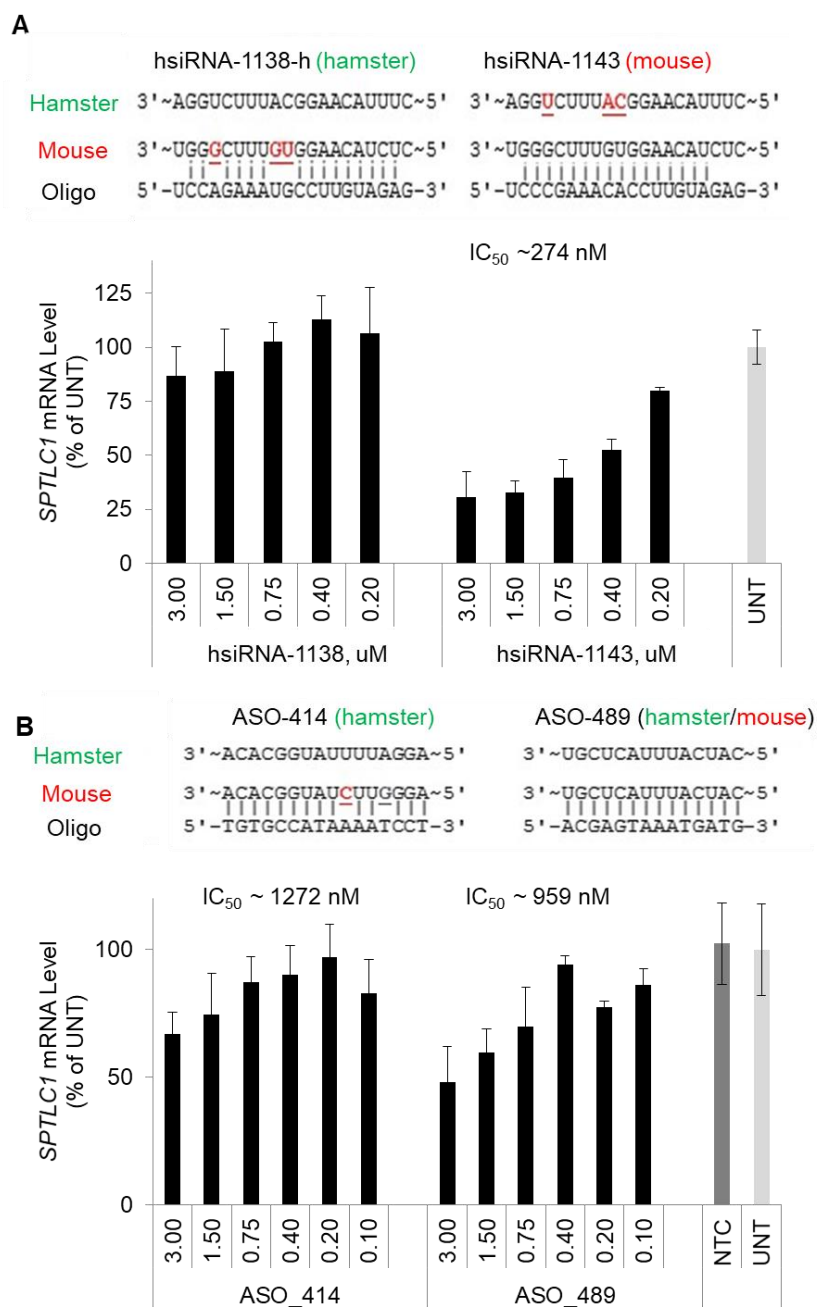 A
hsiRNA-1138-h (hamster) hsiRNA-1143 (mouse)
Hamster 3'~AGGUCUUUACGGAACAUUUC~5' 3'~AGGUCUUUACGGAACAUUUC~5'
Mouse 3'~UGGGCUUUGUGGAACAUCUC~5' 3'~UGGGCUUUGUGGAACAUCUC~5'
Oligo 5'-UCCAGAAAUGCCUUGUAGAG-3' 5'-UCCCGAAACACCUUGUAGAG-3'
IC50 ~274 nM
SPTLC1 mRNA Level
(% of UNT)
125
100
75
50
25
0
3.00 1.50 0.75 0.40 0.20 3.00 1.50 0.75 0.40 0.20 UNT
hsiRNA-1138, uM hsiRNA-1143, uM
B
ASO-414 (hamster) ASO-489 (hamster/mouse)
Hamster 3'~ACACGGUAUUUUAGGA~5' 3'~UGCUCAUUUACUAC~5'
Mouse 3'~ACACGGUAUCUUGGGA~5' 3'~UGCUCAUUUACUAC~5'
Oligo 5'-TGTGCCATAAAATCCT-3' 5'-ACGAGTAAATGATG-3'
IC50 ~ 1272 nM IC50 ~ 959 nM
SPTLC1 mRNA Level
(% of UNT)
100
50
0
3.00 1.50 0.75 0.40 0.20 0.10 3.00 1.50 0.75 0.40 0.20 0.10 NTC UNT
ASO_414 ASO_489